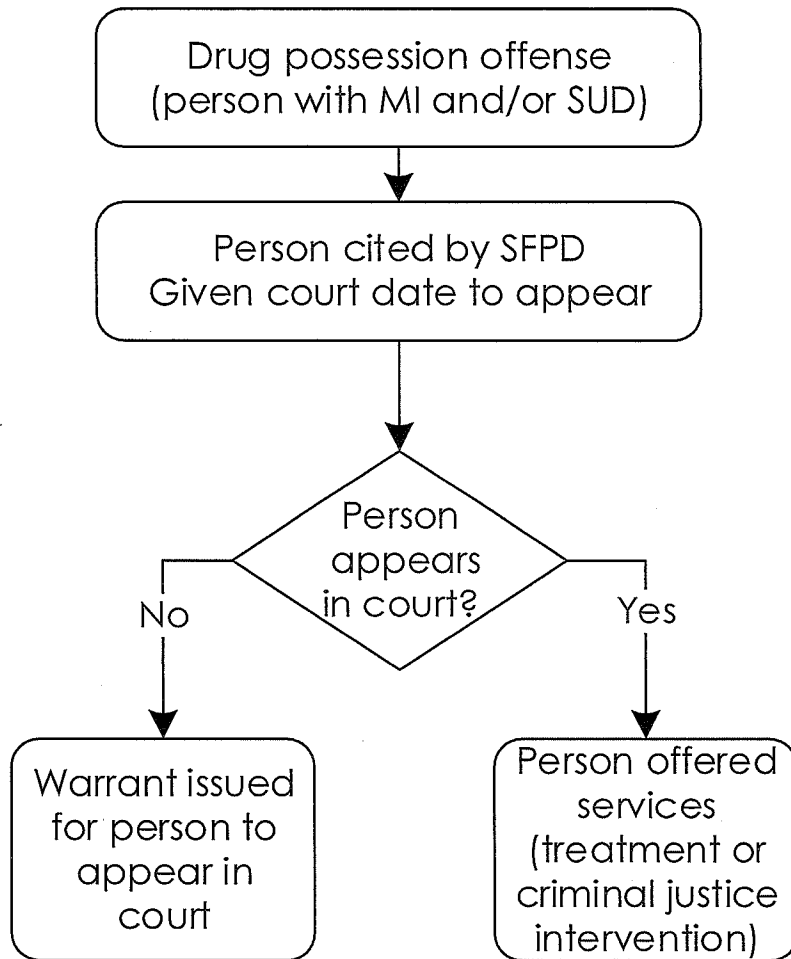 Drug possession offense
(person with MI and/or SUD)
Person cited by SFPD
Given court date to appear
Person
appears
in court?
No
Yes
Warrant issued
for person to
appear in
court
Person offered
services
(treatment or
criminal justice
intervention)